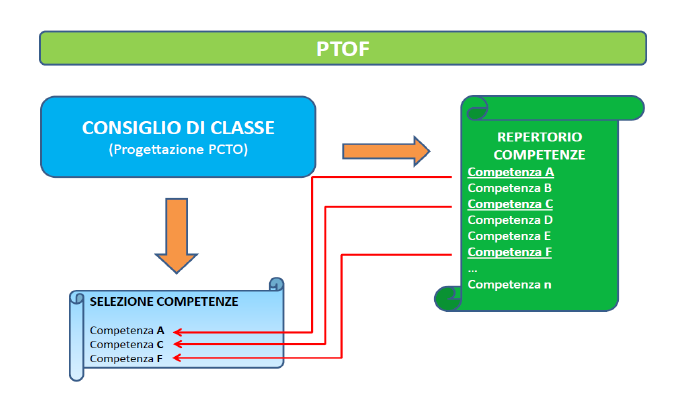 PTOF
CONSIGLIO DI CLASSE
(Progettazione PCTO)
REPERTORIO
COMPETENZE
Competenza A
Competenza B
Competenza C
Competenza D
Competenza E
Competenza F
...
Competenza n
SELEZIONE COMPETENZE
Competenza A
Competenza C
Competenza F